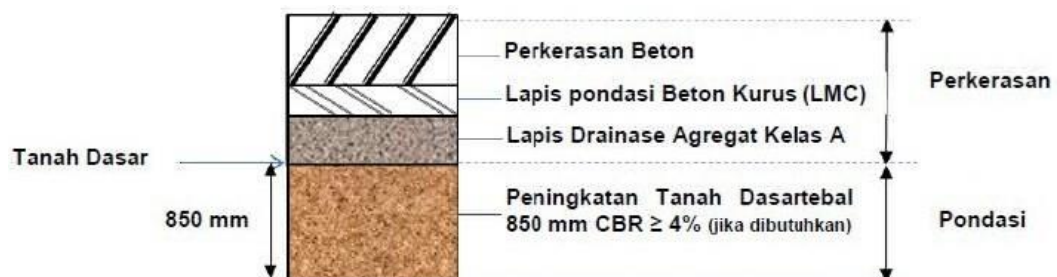 Perkerasan Beton
Perkerasan
Lapis pondasi Beton Kurus (LMC)
Lapis Drainase Agregat Kelas A
Tanah Dasar
850 mm
Peningkatan Tanah Dasartebal
850 mm CBR ≥ 4% (jika dibutuhkan)
Pondasi